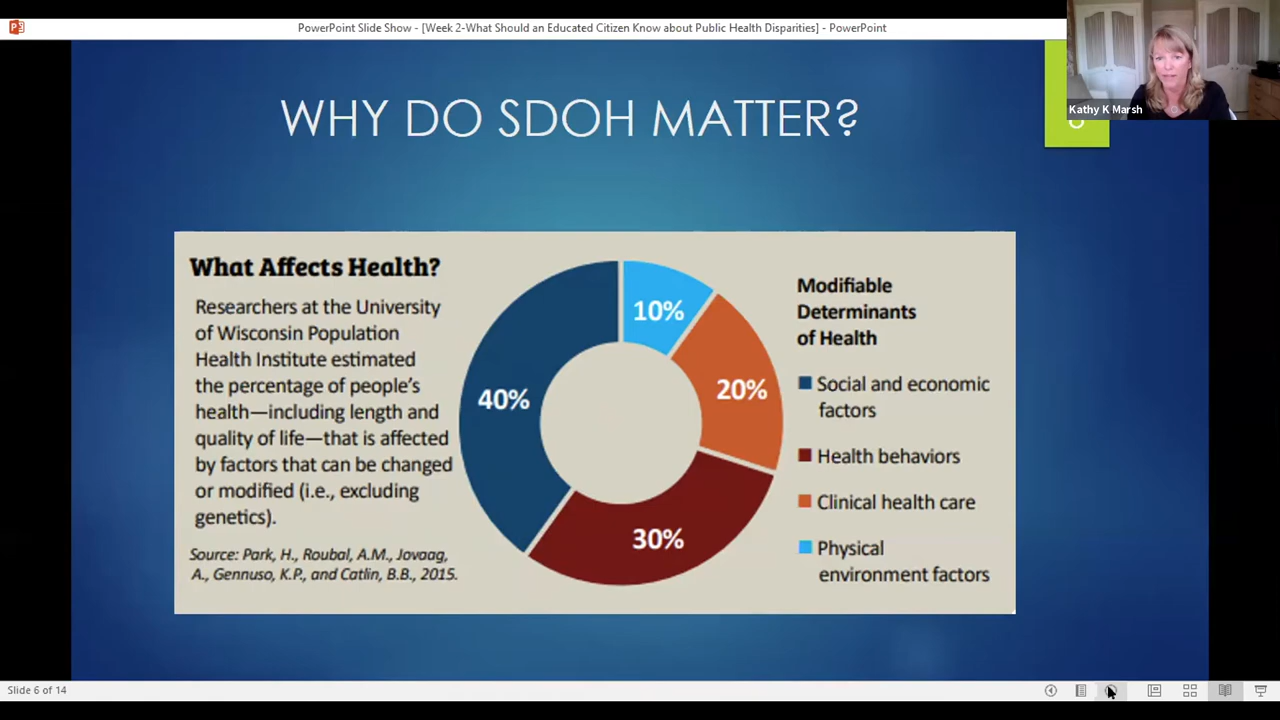 PowerPoint Slide Show - [Week 2-What Should an Educated Citizen Know about Public Health Disparities] - PowerPoint
Kathy K Marsh
WHY DO SDOH MATTER?
What Affects Health?
Researchers at the University
of Wisconsin Population
Health Institute estimated
the percentage of people's
health—including length and
quality of life—that is affected
by factors that can be changed
or modified (i.e., excluding
genetics).
Source: Park, H., Roubal, A.M., Jovaag,
A., Gennuso, K.P., and Catlin, B.B., 2015.
10%
20%
40%
30%
Modifiable
Determinants
of Health
Social and economic
factors
Health behaviors
Clinical health care
Physical
environment factors
Slide 6 of 14